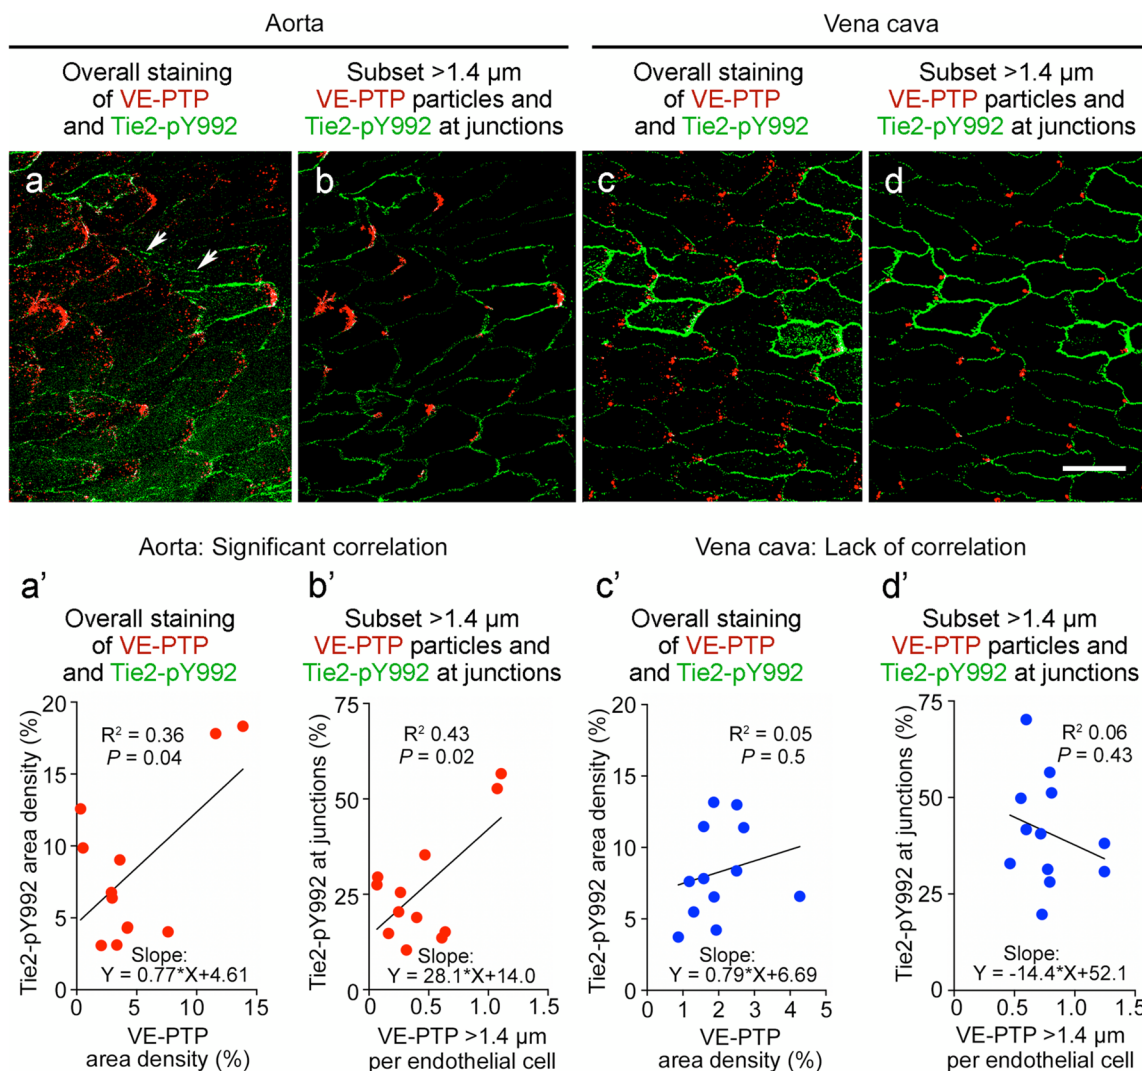 Aorta
Vena cava
Overall staining
of VE-PTP
and Tie2-pY992
Subset >1.4 µm
VE-PTP particles and
Tie2-pY992 at junctions
Overall staining
of VE-PTP
and Tie2-pY992
Subset >1.4 µm
VE-PTP particles and
Tie2-pY992 at junctions
a
b
c
d
Aorta: Significant correlation
Vena cava: Lack of correlation
a’
Overall staining
of VE-PTP
and Tie2-pY992
Tie2-pY992 area density (%)
20
15
10
5
0
R² = 0.36
P = 0.04
Slope:
Y = 0.77*X+4.61
0
5
10
15
VE-PTP
area density (%)
b’
Subset >1.4 µm
VE-PTP particles and
Tie2-pY992 at junctions
Tie2-pY992 at junctions (%)
75
50
25
0
R² 0.43
P = 0.02
Slope:
Y = 28.1*X+14.0
0
0.5
1.0
1.5
VE-PTP >1.4 µm
per endothelial cell
c’
Overall staining
of VE-PTP
and Tie2-pY992
Tie2-pY992 area density (%)
20
15
10
5
0
R² = 0.05
P = 0.5
Slope:
Y = 0.79*X+6.69
0
1
2
3
4
5
VE-PTP
area density (%)
d’
Subset >1.4 µm
VE-PTP particles and
Tie2-pY992 at junctions
Tie2-pY992 at junctions (%)
75
50
25
0
R² 0.06
P = 0.43
Slope:
Y = -14.4*X+52.1
0
0.5
1.0
1.5
VE-PTP >1.4 µm
per endothelial cell